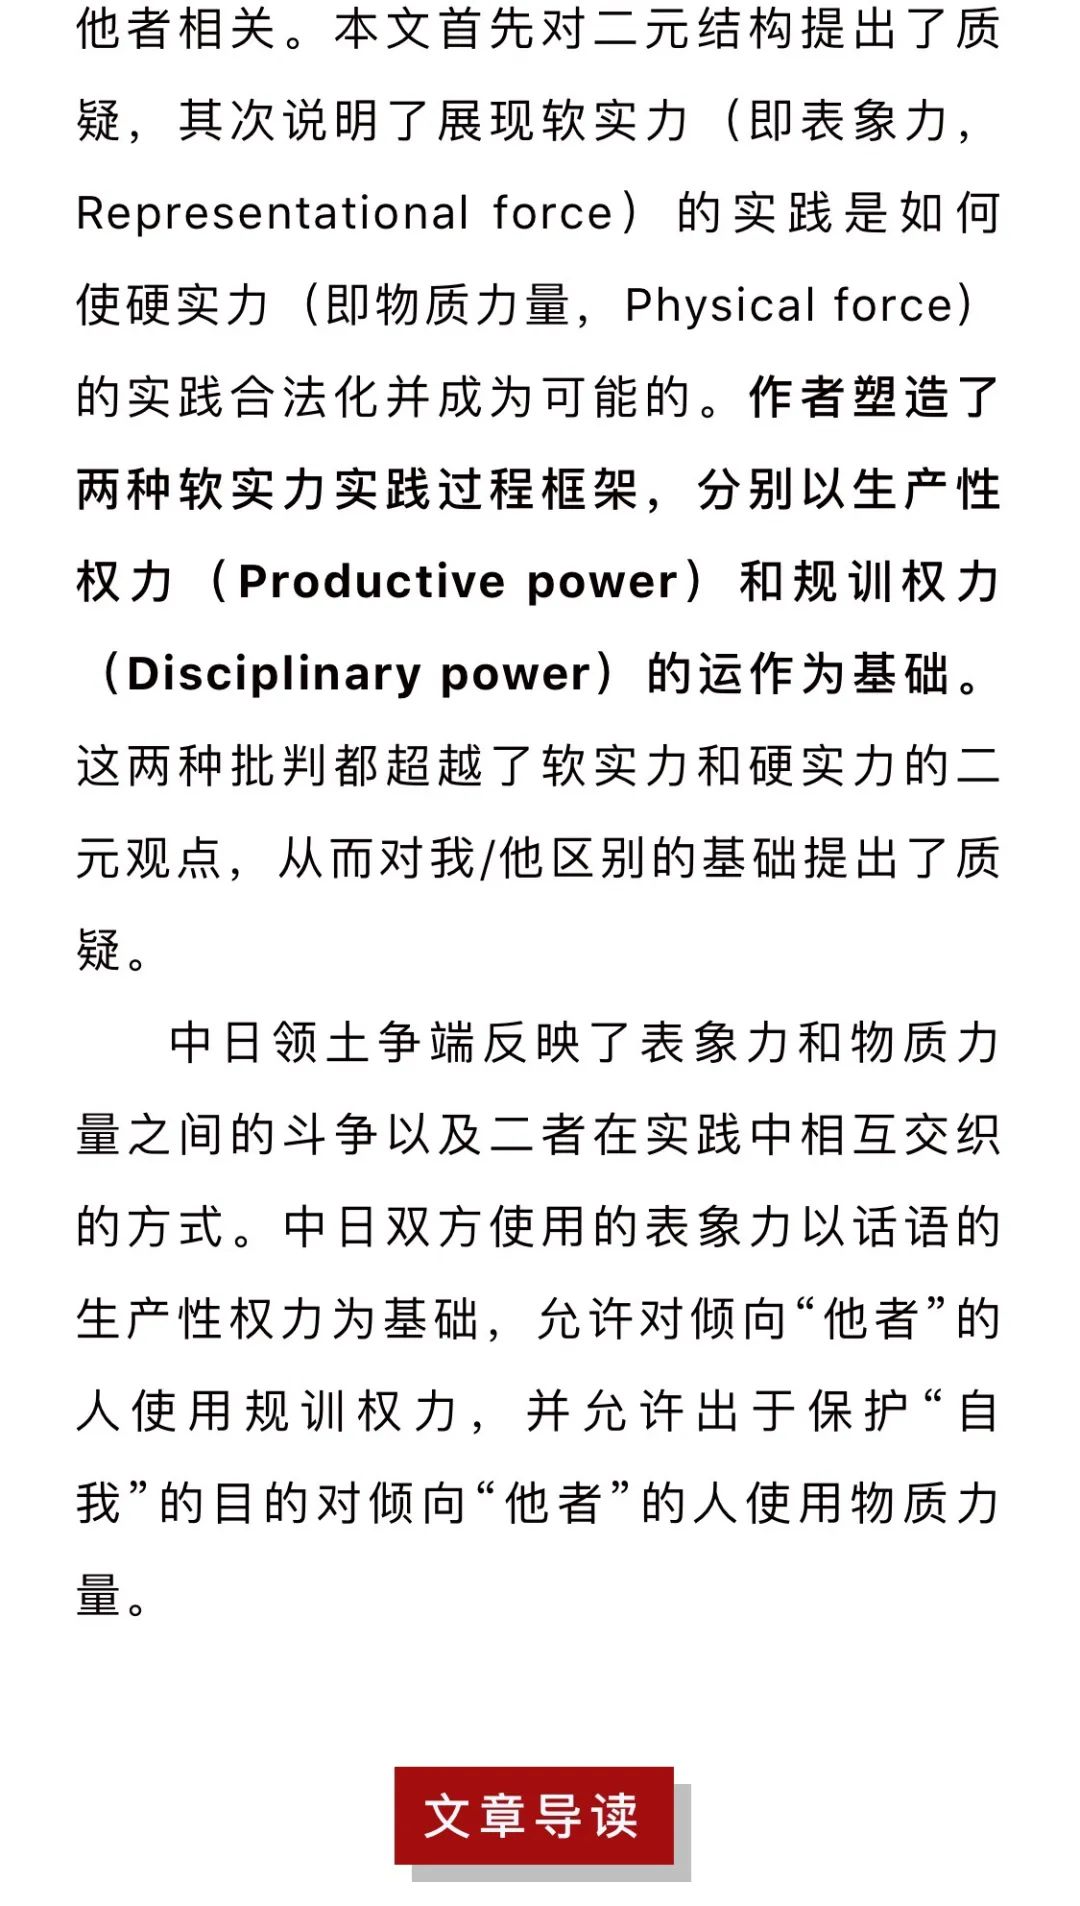 他者相关。本文首先对二元结构提出了质
疑，其次说明了展现软实力（即表象力，
Representational force）的实践是如何
使硬实力（即物质力量，Physical force）
的实践合法化并成为可能的。作者塑造了
两种软实力实践过程框架，分别以生产性
权力（Productive power）和规训权力
（Disciplinary power）的运作为基础。
这两种批判都超越了软实力和硬实力的二
元观点，从而对我/他区别的基础提出了质
疑。
中日领土争端反映了表象力和物质力
量之间的斗争以及二者在实践中相互交织
的方式。中日双方使用的表象力以话语的
生产性权力为基础，允许对倾向“他者”的
人使用规训权力，并允许出于保护“自
我”的目的对倾向“他者”的人使用物质力
量。
文章导读